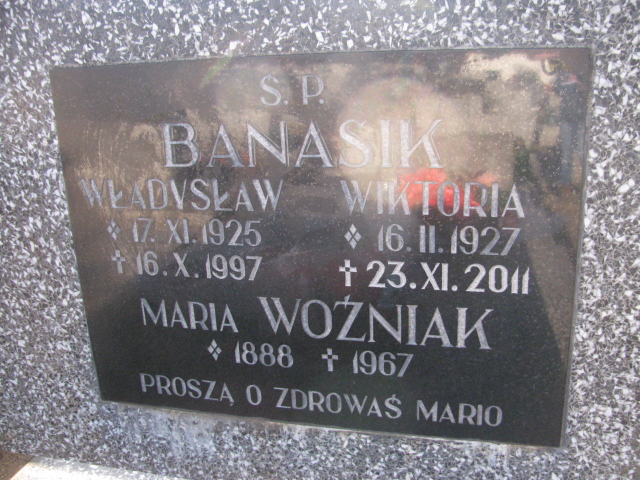 Ś. P.
BANASIK
WŁADYSŁAW WIKTORIA
17. XI. 1925 16. II. 1927
† 16. X. 1997 † 23. XI. 2011
MARIA WOŹNIAK
1888 † 1967
PROSZĄ O ZDROWAŚ MARIO